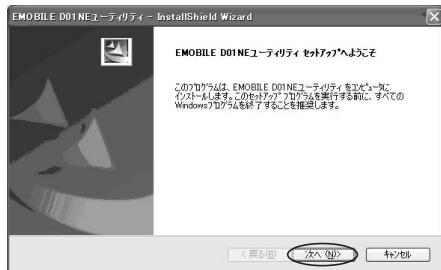 EMOBILE D01NEユーティリティ - InstallShield Wizard
EMOBILE D01NEユーティリティ セットアップへようこそ
このプログラムは、EMOBILE D01NEユーティリティ をコンピュータに
インストールします。このセットアップ プログラムを実行する前に、すべての
Windowsプログラムを終了することを推奨します。
< 戻る(B) 次へ (N)> キャンセル